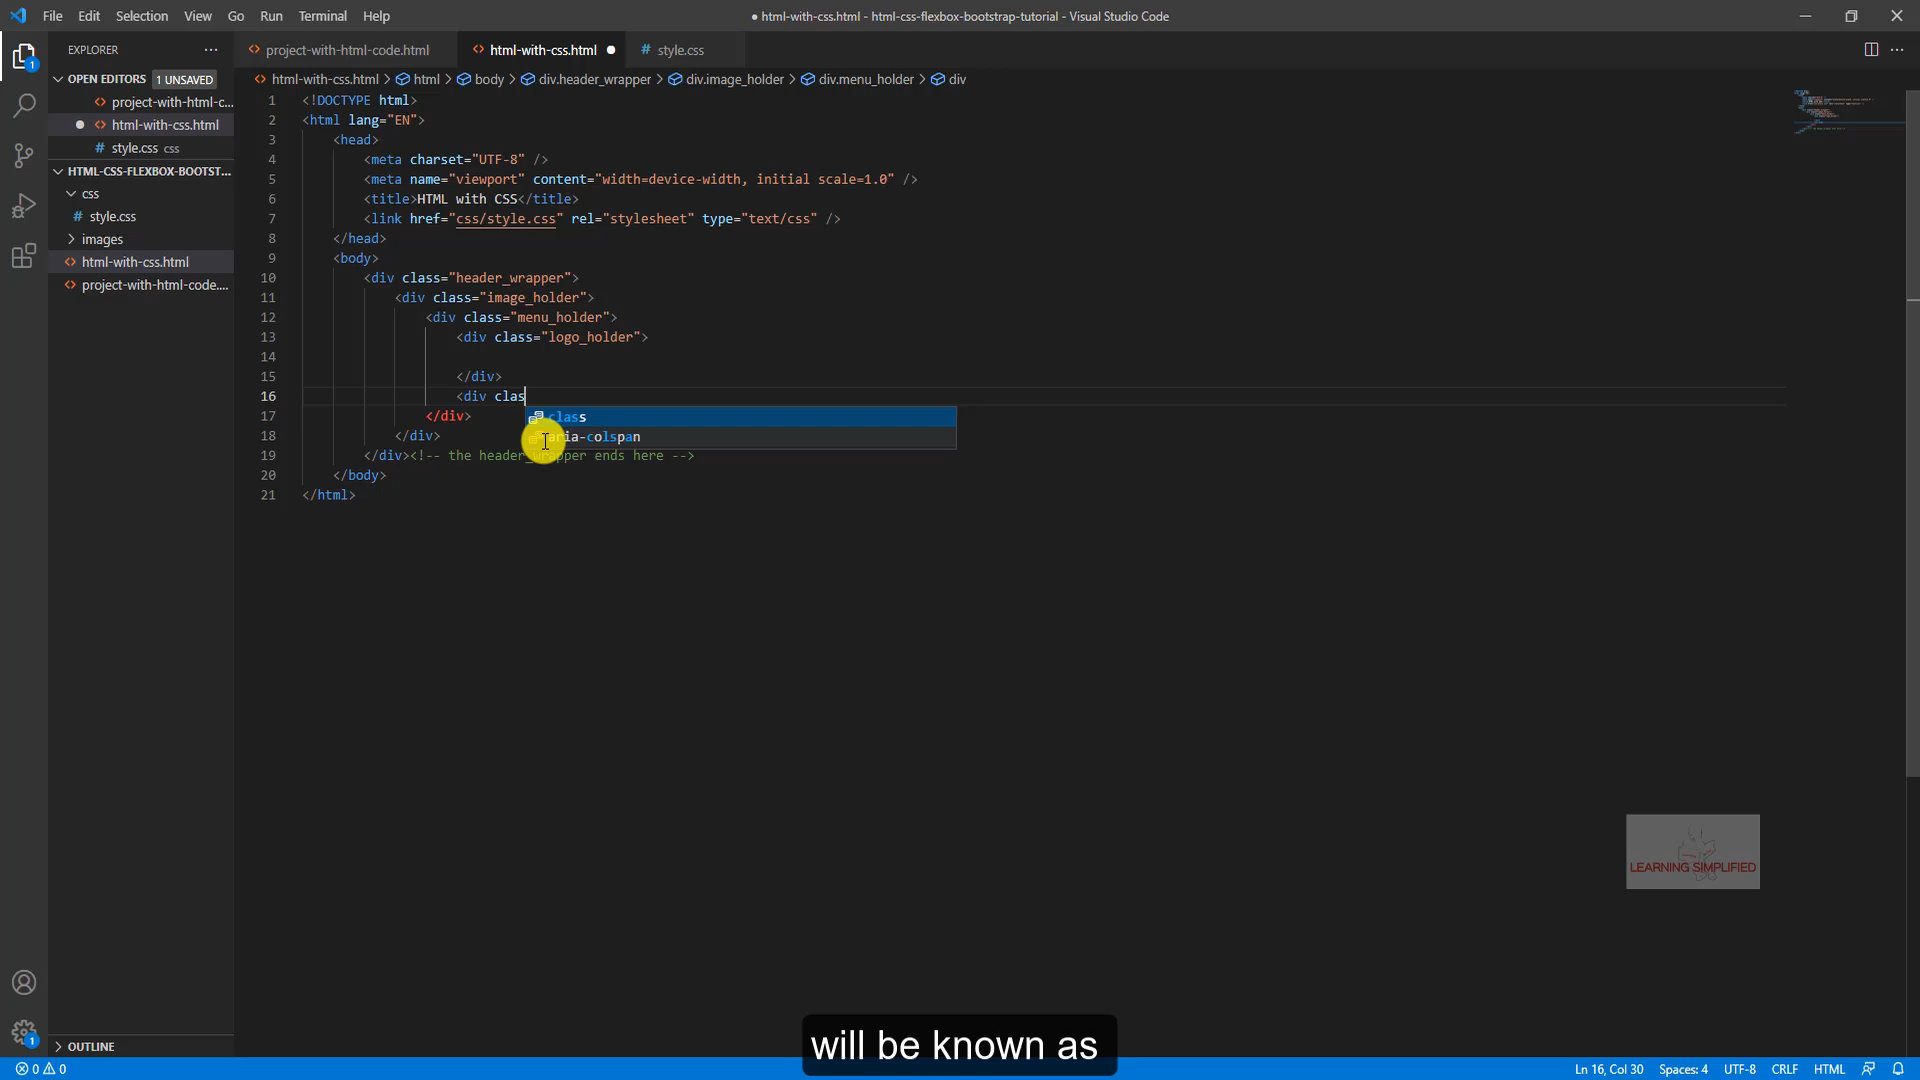 File Edit Selection View Go Run Terminal Help
● html-with-css.html - html-css-flexbox-bootstrap-tutorial - Visual Studio Code
EXPLORER
project-with-html-code.html
html-with-css.html
# style.css
OPEN EDITORS 1 UNSAVED
html-with-css.html > html > body > div.header_wrapper > div.image_holder > div.menu_holder > div
project-with-html-c...
html-with-css.html
# style.css css
HTML-CSS-FLEXBOX-BOOTST...
css
# style.css
images
html-with-css.html
project-with-html-code....
OUTLINE
1 <!DOCTYPE html>
2 <html lang="EN">
3 <head>
4 <meta charset="UTF-8" />
5 <meta name="viewport" content="width=device-width, initial scale=1.0" />
6 <title>HTML with CSS</title>
7 <link href="css/style.css" rel="stylesheet" type="text/css" />
8 </head>
9 <body>
10 <div class="header_wrapper">
11 <div class="image_holder">
12 <div class="menu_holder">
13 <div class="logo_holder">
14
15 </div>
16 <div clas
17 </div>
class
18 </div>
aria-colspan
19 </div><!-- the header_wrapper ends here -->
20 </body>
21 </html>
LEARNING SIMPLIFIED
will be known as
0 0
Ln 16, Col 30 Spaces: 4 UTF-8 CRLF HTML
1
1